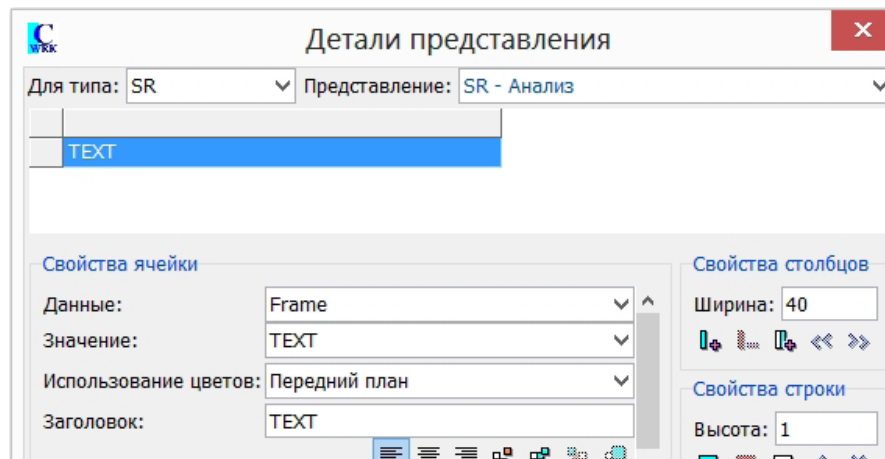 C
WRK
Детали представления
Для типа: SR Представление: SR - Анализ
TEXT
Свойства ячейки
Свойства столбцов
Данные: Frame
Ширина: 40
Значение: TEXT
Использование цветов: Передний план
Свойства строки
Заголовок: TEXT
Высота: 1